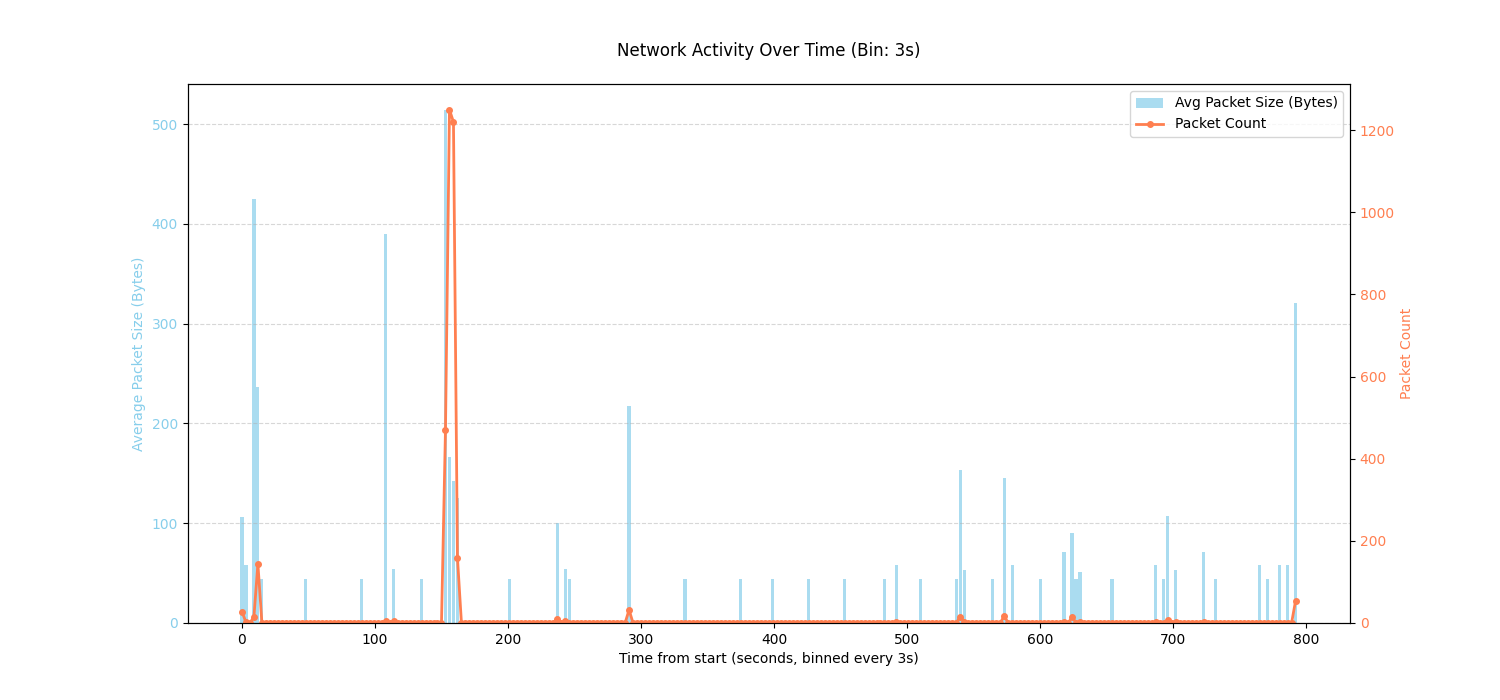 Network Activity Over Time (Bin: 3s)
Avg Packet Size (Bytes)
Packet Count
Average Packet Size (Bytes)
500
400
300
200
100
0
Packet Count
1200
1000
800
600
400
200
0
0 100 200 300 400 500 600 700 800
Time from start (seconds, binned every 3s)